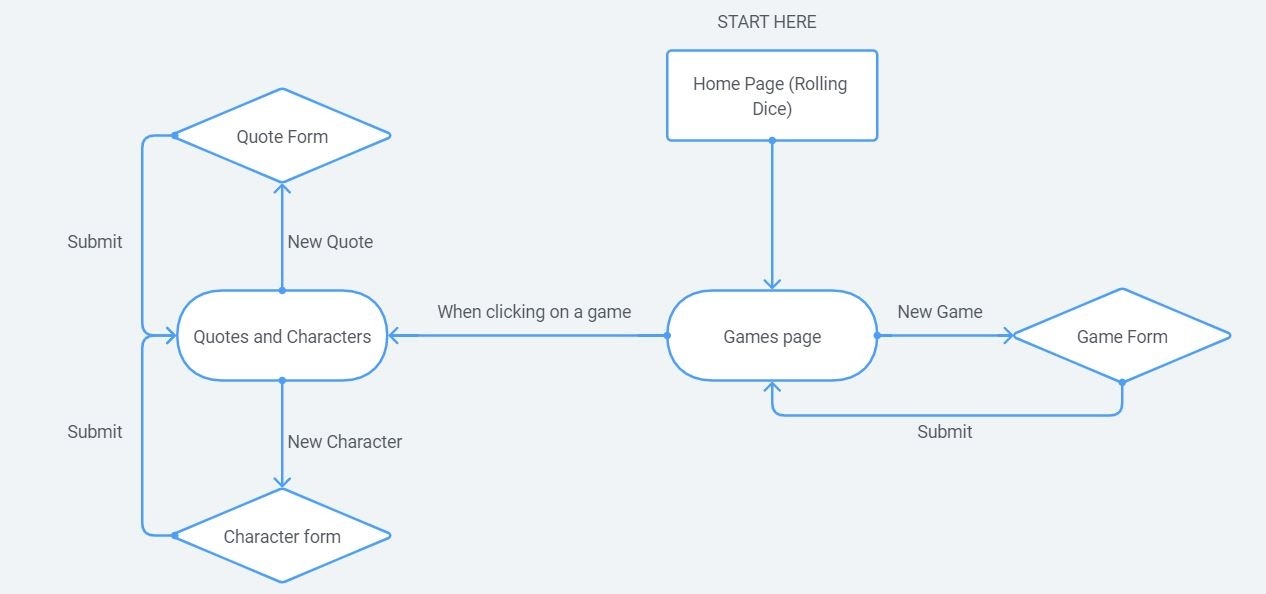 START HERE
Home Page (Rolling
Dice)
Quote Form
Submit
New Quote
When clicking on a game
New Game
Quotes and Characters
Games page
Game Form
Submit
New Character
Submit
Character form